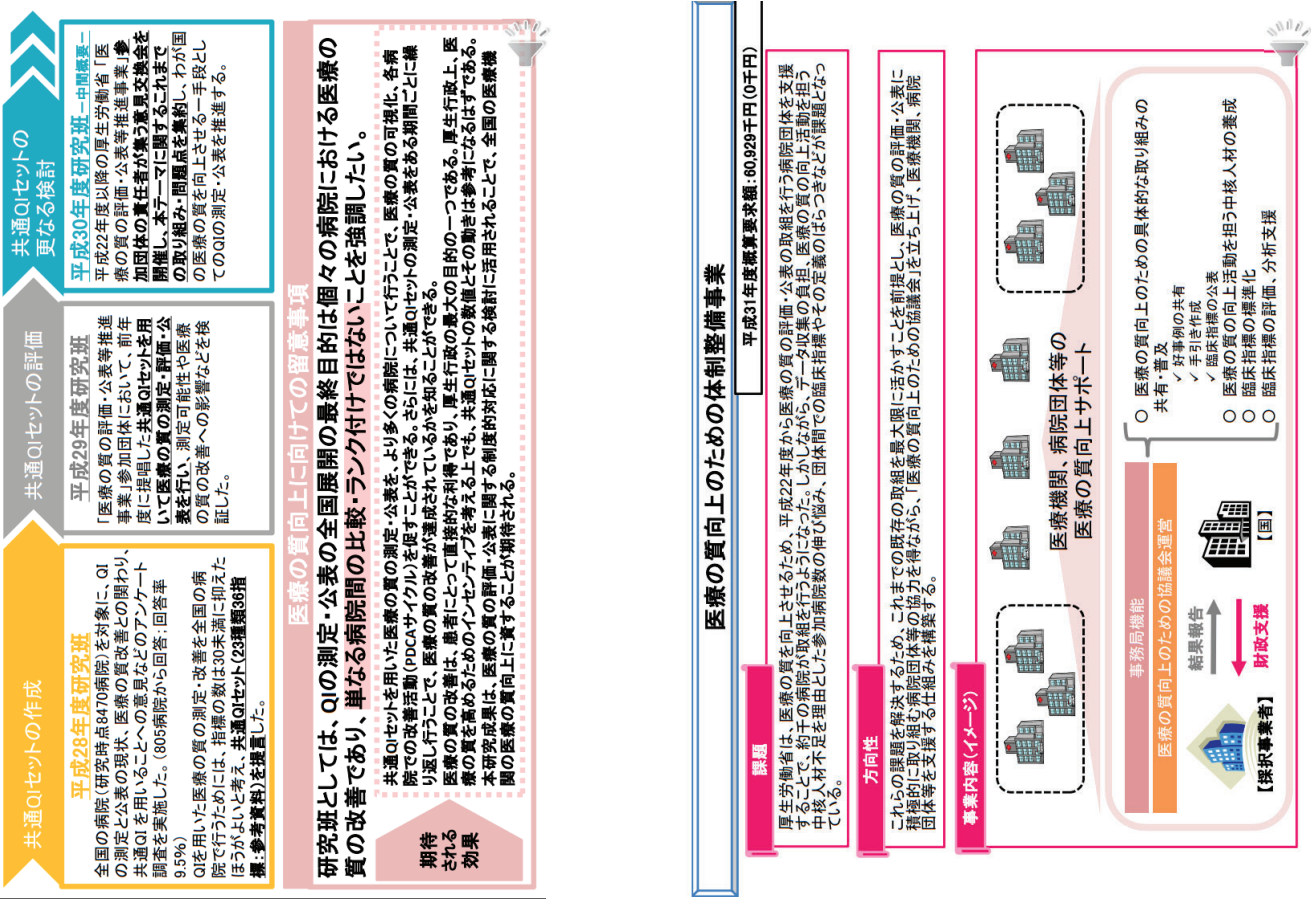 共通QIセットの作成
共通QIセットの評価
共通QIセットの
更なる検討
平成28年度研究班
全国の病院（研究時点8470病院）を対象に、QI
の測定と公表の現状、医療の質改善との関わり、
共通QIを用いることへの意見などのアンケート
調査を実施した。（805病院から回答：回答率
9.5%）
QIを用いた医療の質の測定・改善を全国の病
院で行うためには、指標の数は30未満に抑えた
ほうがよいと考え、共通QIセット（23種類36指
標：参考資料）を提言した。
平成29年度研究班
「医療の質の評価・公表等推進
事業」参加団体において、前年
度に提唱した共通QIセットを用
いて医療の質の測定・評価・公
表を行い、測定可能性や医療
の質の改善への影響などを検
証した。
平成30年度研究班－中間概要－
平成22年度以降の厚生労働省「医
療の質の評価・公表等推進事業」参
加団体の責任者が集う意見交換会を
開催し、本テーマに関するこれまで
の取り組み・問題点を集約し、わが国
の医療の質を向上させる一手段とし
てのQIの測定・公表を推進する。
医療の質向上に向けての留意事項
研究班としては、QIの測定・公表の全国展開の最終目的は個々の病院における医療の
質の改善であり、単なる病院間の比較・ランク付けではないことを強調したい。
期待
される
効果
共通QIセットを用いた医療の質の測定・公表を、より多くの病院について行うことで、医療の質の可視化、各病
院での改善活動（PDCAサイクル）を促すことができる。さらには、共通QIセットの測定・公表をある期間ごとに繰
り返し行うことで、医療の質の改善が達成されているかを知ることができる。
医療の質の改善は、患者にとって直接的な利得であり、厚生行政の最大の目的の一つである。厚生行政上、医
療の質を高めるためのインセンティブを考える上でも、共通QIセットの数値とその動きは参考になるはずである。
本研究成果は、医療の質の評価・公表に関する制度的対応に関する検討に活用されることで、全国の医療機
関の医療の質向上に資することが期待される。
医療の質向上のための体制整備事業
平成31年度概算要求額：60,929千円（0千円）
課題
厚生労働省は、医療の質を向上させるため、平成22年度から医療の質の評価・公表の取組を行う病院団体を支援
することで、約千の病院が取組を行うようになった。しかしながら、データ収集の負担、医療の質の向上活動を担う
中核人材不足を理由とした参加病院数の伸び悩み、団体間での臨床指標やその定義のばらつきなどが課題となっ
ている。
方向性
これらの課題を解決するため、これまでの既存の取組を最大限に活かすことを前提とし、医療の質の評価・公表に
積極的に取り組む病院団体等の協力を得ながら、「医療の質向上のための協議会」を立ち上げ、医療機関、病院
団体等を支援する仕組みを構築する。
事業内容（イメージ）
医療機関、病院団体等の
医療の質向上サポート
事務局機能
医療の質向上のための協議会運営
【採択事業者】
結果報告
財政支援
【国】
○ 医療の質向上のための具体的な取り組みの
共有・普及
✓ 好事例の共有
✓ 手引き作成
✓ 臨床指標の公表
○ 医療の質の向上活動を担う中核人材の養成
○ 臨床指標の標準化
○ 臨床指標の評価、分析支援